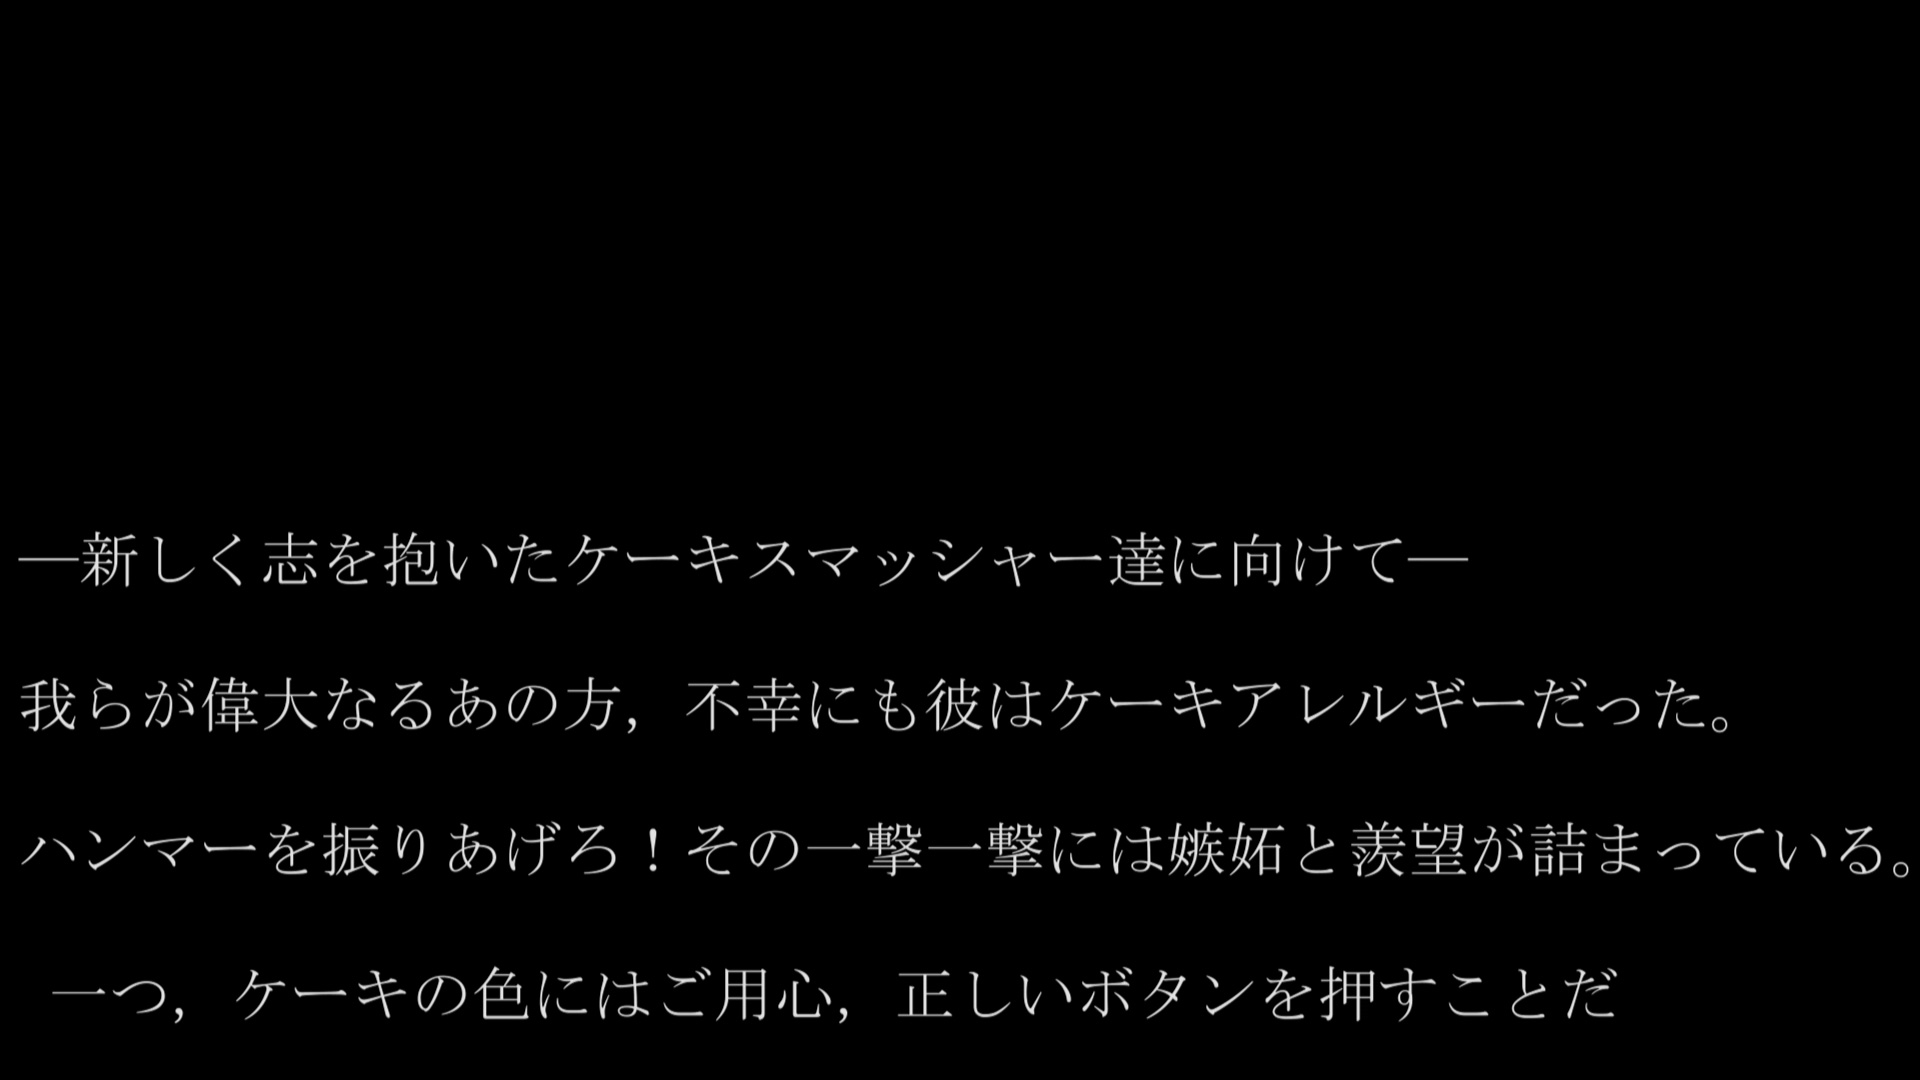 ―新しく志を抱いたケーキスマッシャー達に向けて―
我らが偉大なるあの方，不幸にも彼はケーキアレルギーだった。
ハンマーを振りあげろ！その一撃一撃には嫉妬と羨望が詰まっている。
一つ，ケーキの色にはご用心，正しいボタンを押すことだ